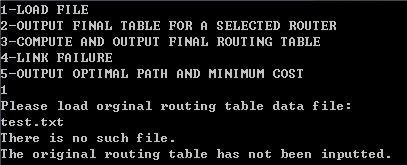 1-LOAD FILE
2-OUTPUT FINAL TABLE FOR A SELECTED ROUTER
3-COMPUTE AND OUTPUT FINAL ROUTING TABLE
4-LINK FAILURE
5-OUTPUT OPTIMAL PATH AND MINIMUM COST
1
Please load orginal routing table data file:
test.txt
There is no such file.
The original routing table has not been inputted.